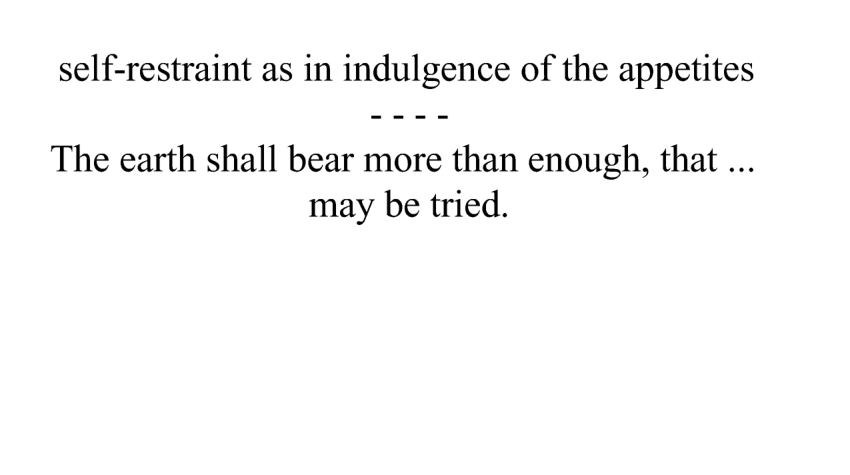 self-restraint as in indulgence of the appetites
- - - -
The earth shall bear more than enough, that ...
may be tried.